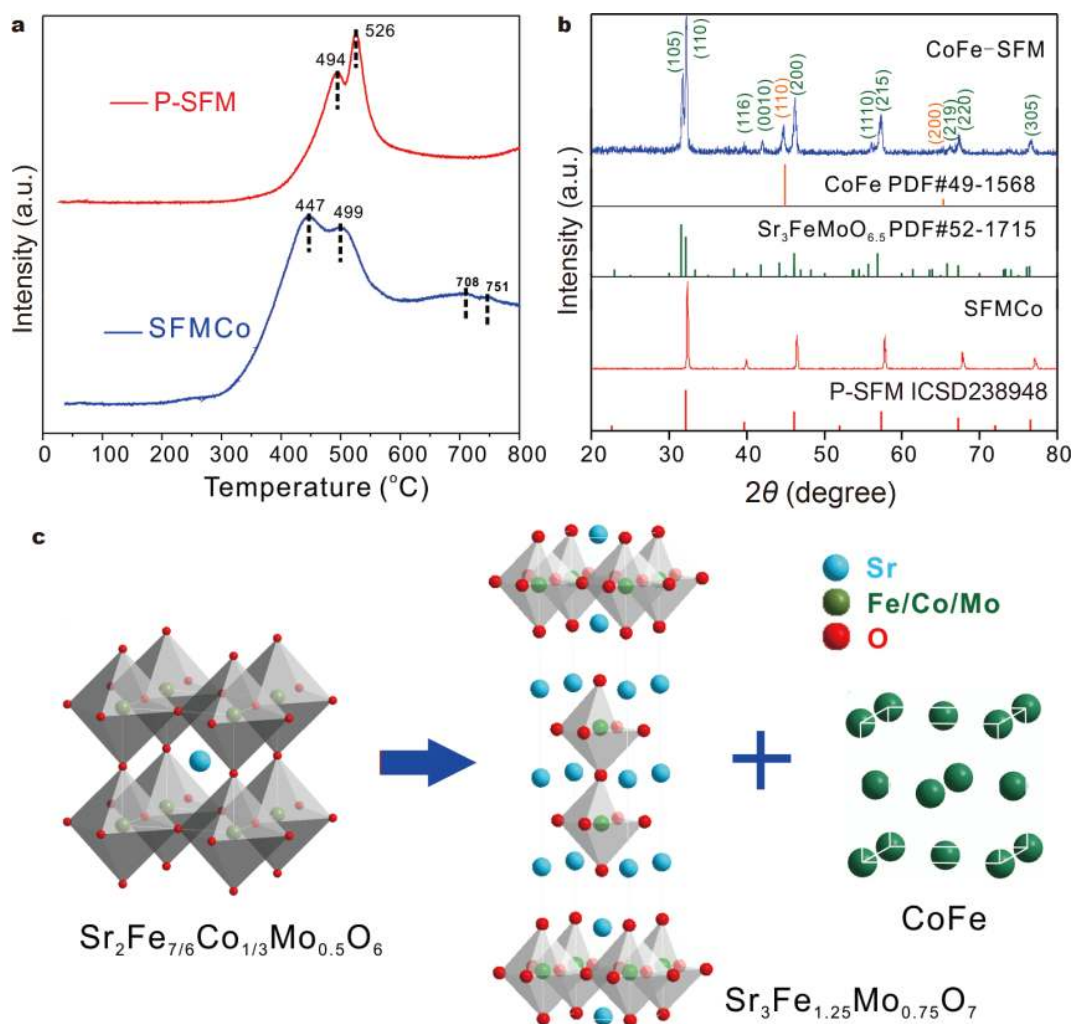 a
Intensity (a.u.)
526
494
P-SFM
447
499
708
751
SFMCo
0 100 200 300 400 500 600 700 800
Temperature (°C)
b
Intensity (a.u.)
CoFe-SFM
(105)
(110)
(116)
(0010)
(110)
(200)
(1110)
(215)
(200)
(219)
(220)
(305)
CoFe PDF#49-1568
Sr₃FeMoO₆.₅ PDF#52-1715
SFMCo
P-SFM ICSD238948
20 30 40 50 60 70 80
2θ (degree)
c
Sr
Fe/Co/Mo
O
Sr₂Fe₇/₆Co₁/₃Mo₀.₅O₆
CoFe
Sr₃Fe₁.₂₅Mo₀.₇₅O₇